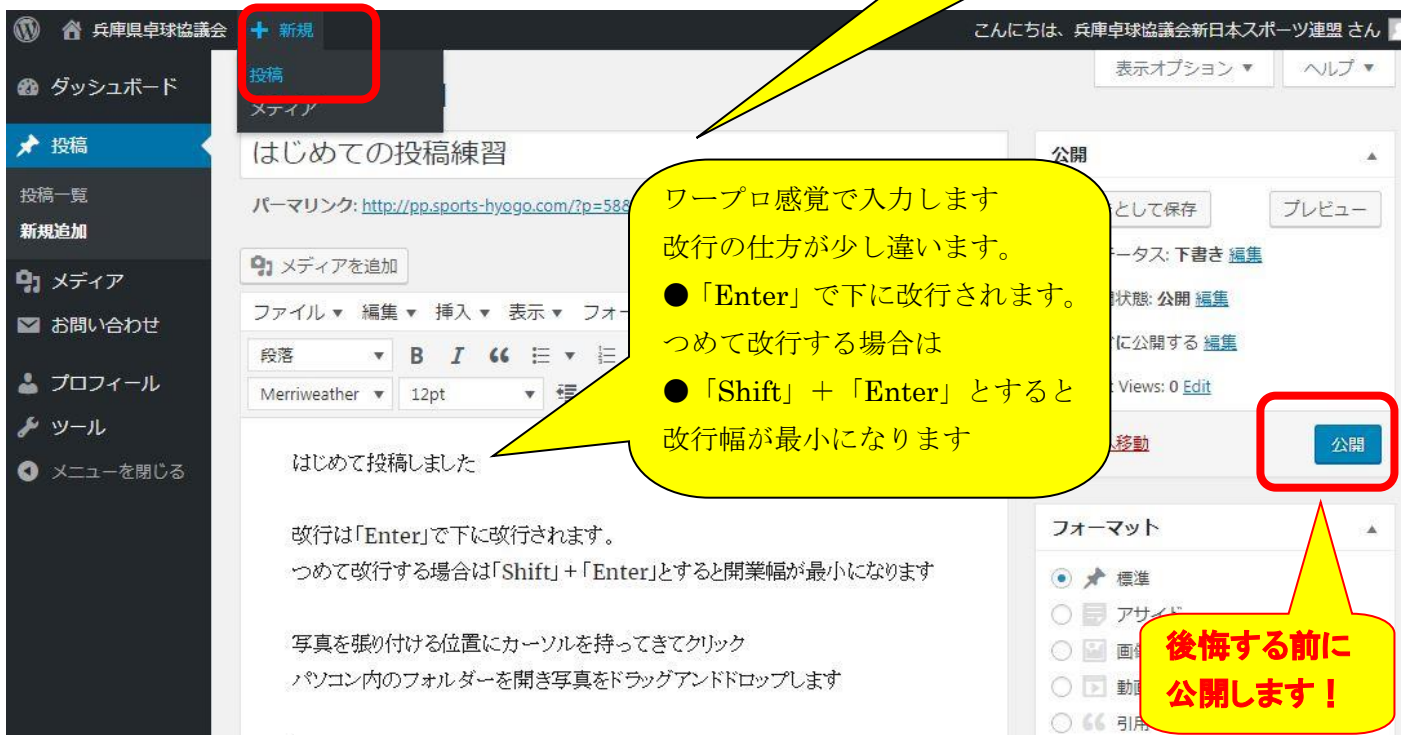 兵庫県卓球協議会
新規
こんにちは、兵庫卓球協議会新日本スポーツ連盟 さん
投稿
メディア
表示オプション
ヘルプ
ダッシュボード
投稿
投稿一覧
新規追加
メディア
お問い合わせ
プロフィール
ツール
メニューを閉じる
はじめての投稿練習
パーマリンク: http://pp.sports-hyogo.com/?p=588
メディアを追加
ファイル 編集 挿入 表示 フォー
段落 B I
Merriweather 12pt
はじめて投稿しました
改行は「Enter」で下に改行されます。
つめて改行する場合は「Shift」+「Enter」とすると開業幅が最小になります
写真を張り付ける位置にカーソルを持ってきてクリック
パソコン内のフォルダーを開き写真をドラッグアンドドロップします
ワープロ感覚で入力します
改行の仕方が少し違います。
●「Enter」で下に改行されます。
つめて改行する場合は
●「Shift」+「Enter」とすると
改行幅が最小になります
公開
として保存
プレビュー
ータス: 下書き 編集
状態: 公開 編集
に公開する 編集
Views: 0 Edit
移動
公開
フォーマット
標準
アサイド
画
動
引用
後悔する前に
公開します!